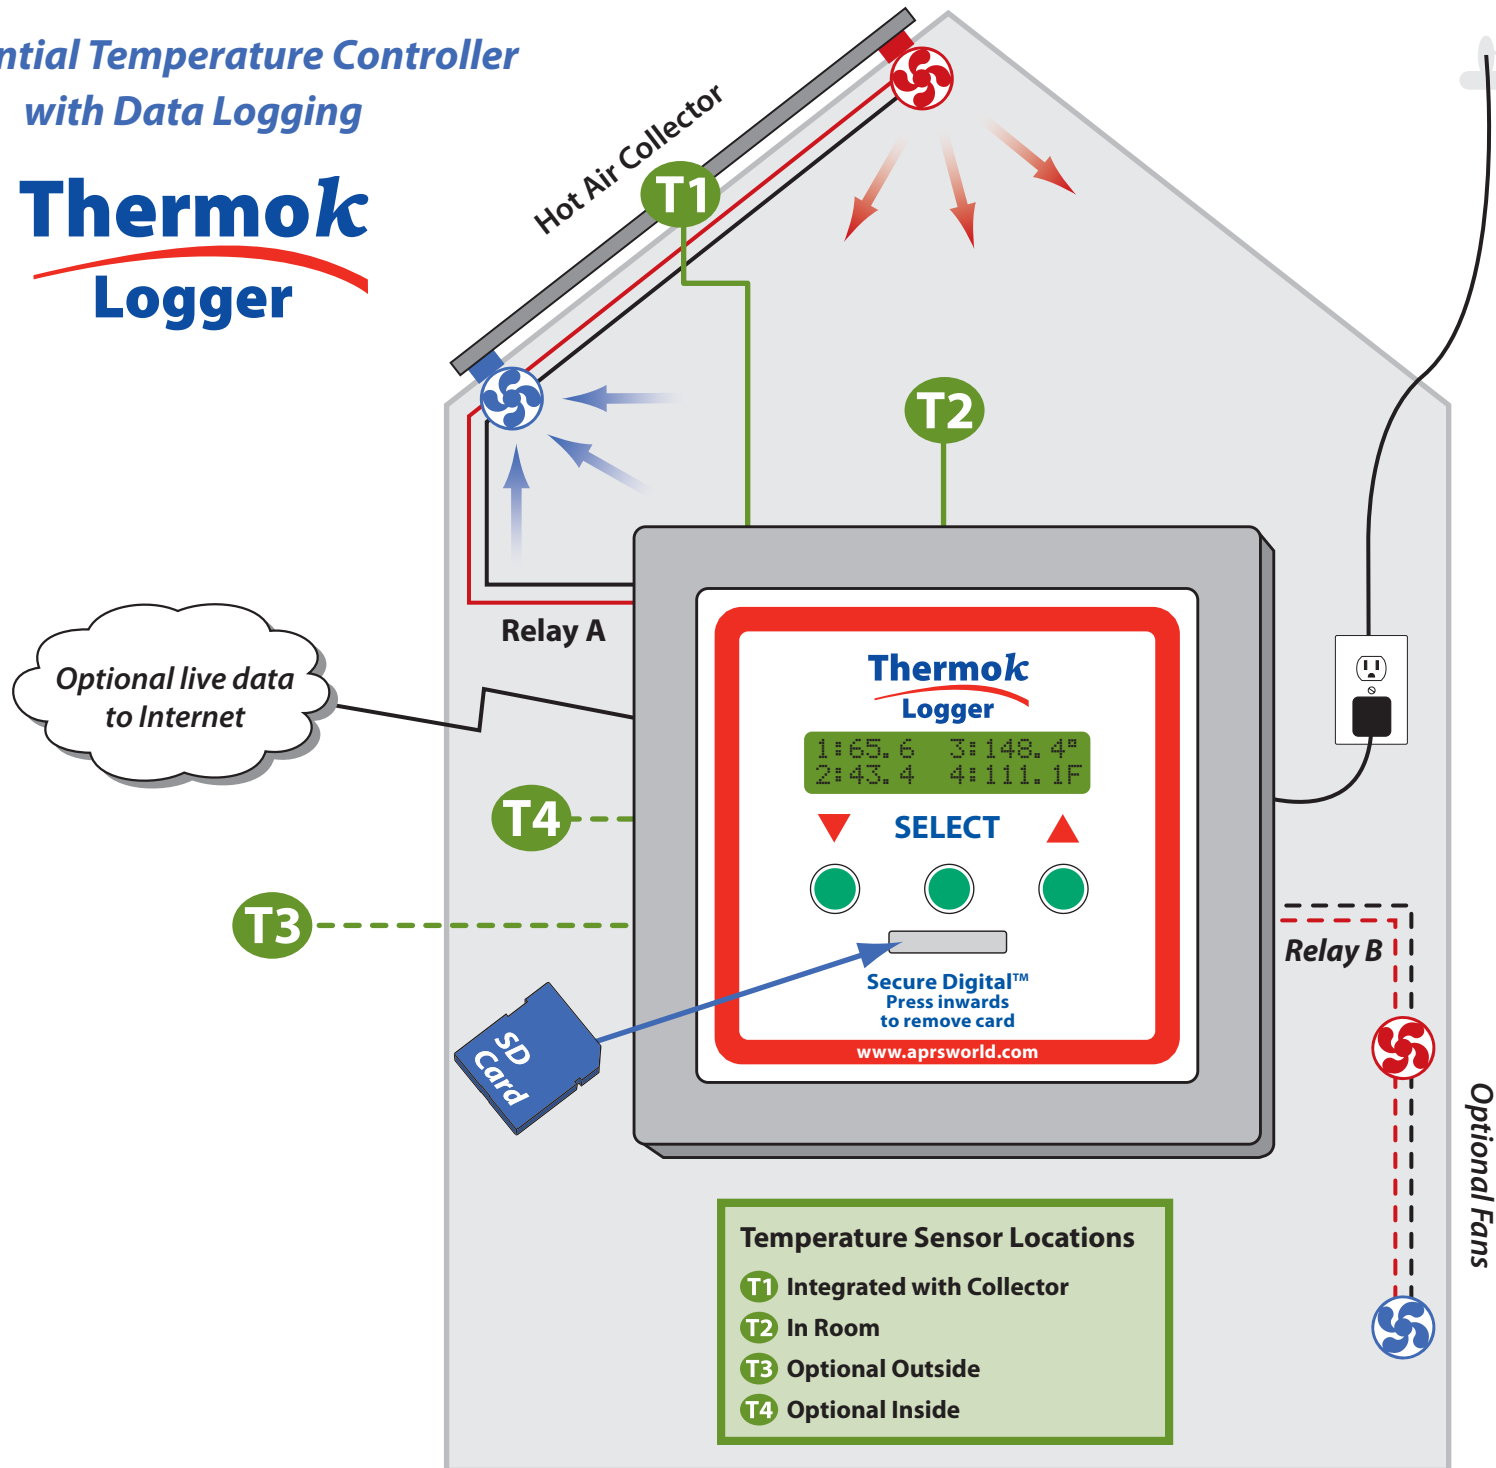 ntial Temperature Controller
with Data Logging
Thermok
Logger
Hot Air Collector
T1
T2
Relay A
Optional live data
to Internet
Thermok
Logger
1:65.6 3:148.4°
2:43.4 4:111.1F
SELECT
T4
T3
Relay B
Secure Digital™
Press inwards
to remove card
www.aprsworld.com
SD
Card
Optional Fans
Temperature Sensor Locations
T1 Integrated with Collector
T2 In Room
T3 Optional Outside
T4 Optional Inside